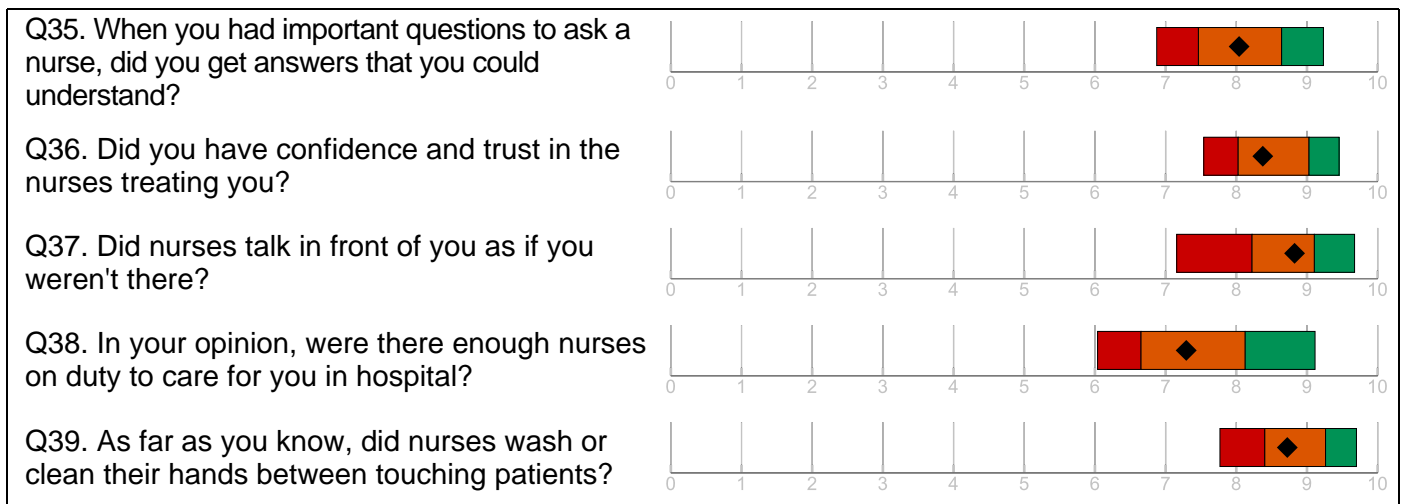 Q35. When you had important questions to ask a
nurse, did you get answers that you could
understand?
0 1 2 3 4 5 6 7 8 9 10
Q36. Did you have confidence and trust in the
nurses treating you?
0 1 2 3 4 5 6 7 8 9 10
Q37. Did nurses talk in front of you as if you
weren't there?
0 1 2 3 4 5 6 7 8 9 10
Q38. In your opinion, were there enough nurses
on duty to care for you in hospital?
0 1 2 3 4 5 6 7 8 9 10
Q39. As far as you know, did nurses wash or
clean their hands between touching patients?
0 1 2 3 4 5 6 7 8 9 10